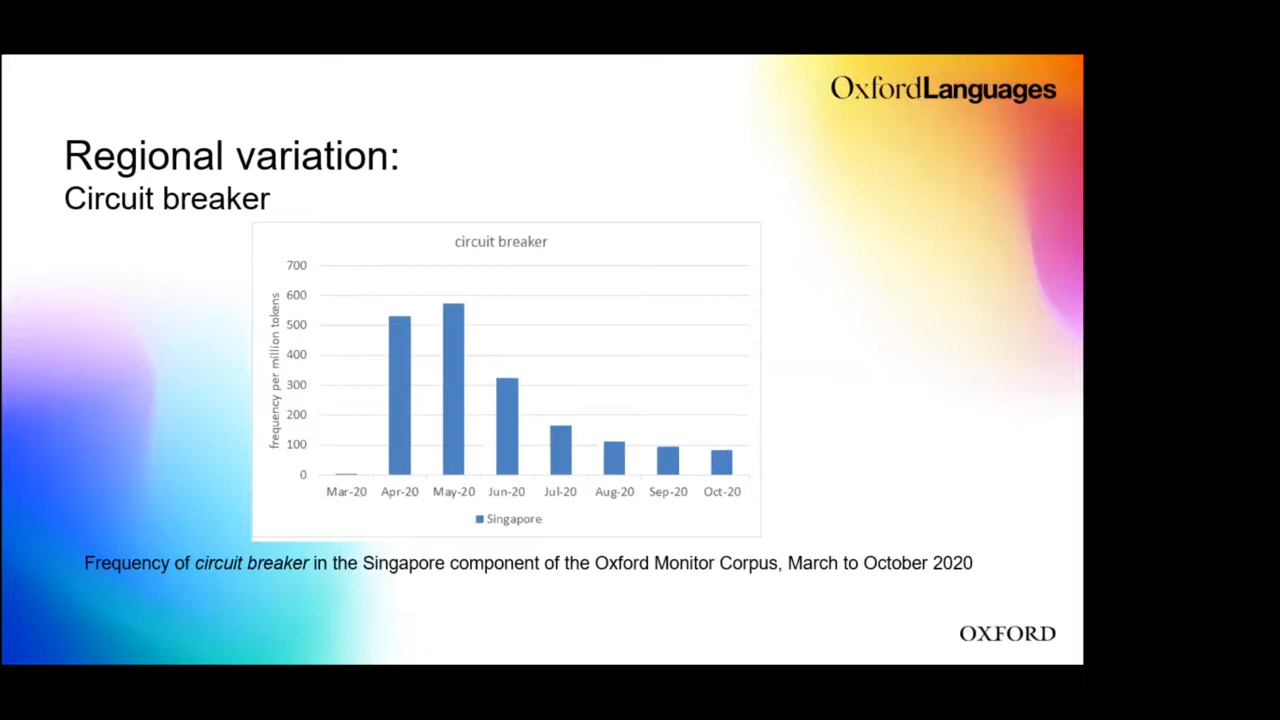 OxfordLanguages
Regional variation:
Circuit breaker
circuit breaker
frequency per million tokens
700
600
500
400
300
200
100
0
Mar-20 Apr-20 May-20 Jun-20 Jul-20 Aug-20 Sep-20 Oct-20
Singapore
Frequency of circuit breaker in the Singapore component of the Oxford Monitor Corpus, March to October 2020
OXFORD